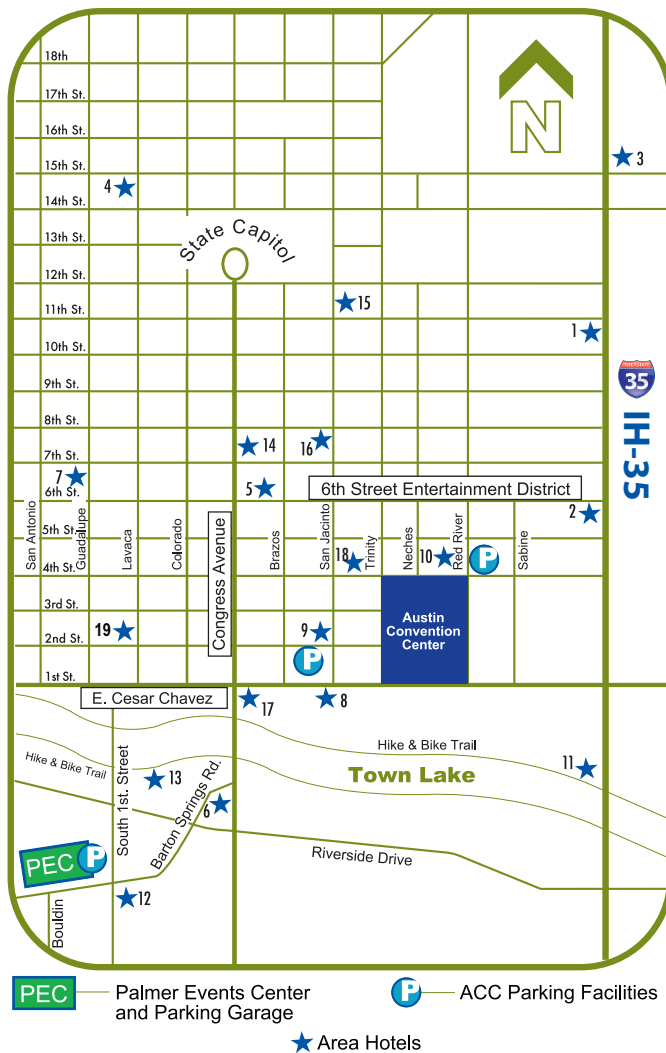 18th
17th St.
16th St.
15th St.
14th St.
13th St.
12th St.
11th St.
10th St.
9th St.
8th St.
7th St.
6th St.
5th St.
4th St.
3rd St.
2nd St.
1st St.
N
3
4
State Capitol
15
1
INTERSTATE
35
IH-35
14
16
7
5
6th Street Entertainment District
2
San Antonio
Guadalupe
Lavaca
Colorado
Congress Avenue
Brazos
San Jacinto
Trinity
Neches
Red River
Sabine
18
10
P
19
9
P
Austin
Convention
Center
E. Cesar Chavez
17
8
Hike & Bike Trail
Hike & Bike Trail
Town Lake
11
13
6
South 1st. Street
Barton Springs Rd.
Riverside Drive
PEC
P
12
Bouldin
PEC
Palmer Events Center
and Parking Garage
P
ACC Parking Facilities
Area Hotels